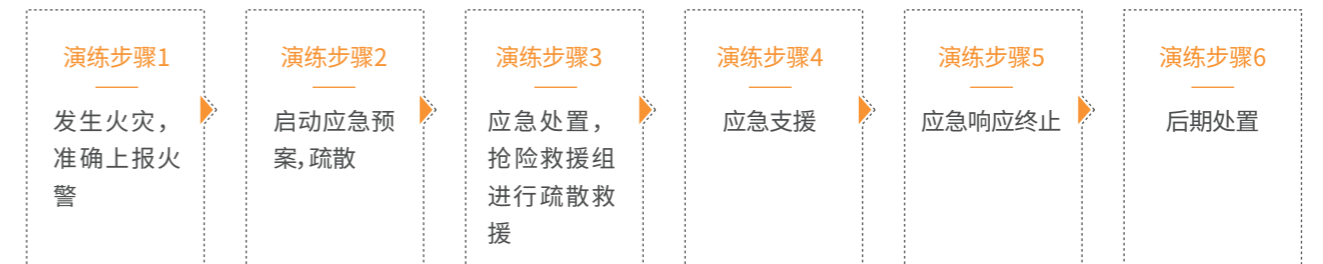 演练步骤1
发生火灾，
准确上报火
警
演练步骤2
启动应急预
案，疏散
演练步骤3
应急处置，
抢险救援组
进行疏散救
援
演练步骤4
应急支援
演练步骤5
应急响应终止
演练步骤6
后期处置